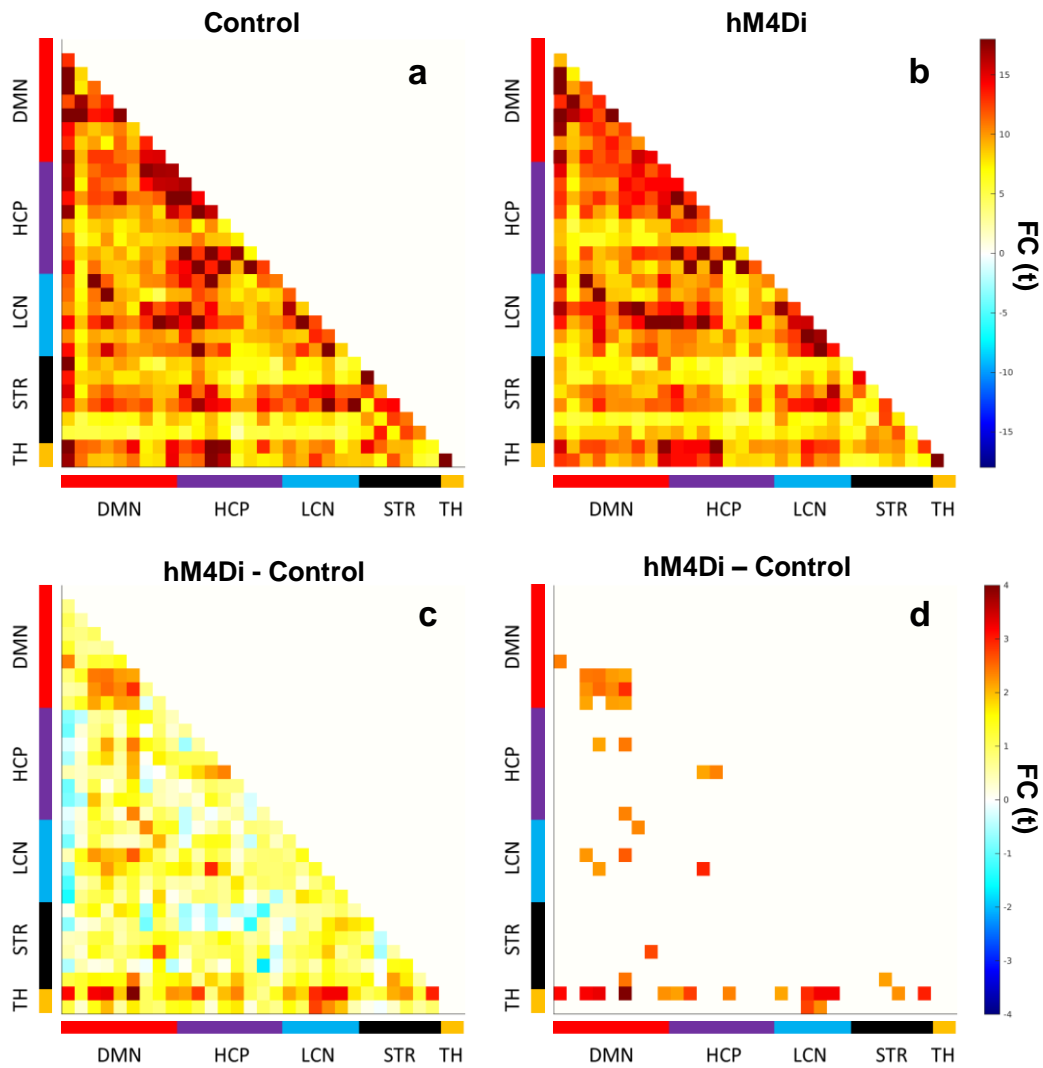 Control
hM4Di
a
b
DMN
HCP
LCN
STR
TH
DMN
HCP
LCN
STR
TH
DMN HCP LCN STR TH
DMN HCP LCN STR TH
15
10
5
0
-5
-10
-15
FC (t)
hM4Di - Control
hM4Di – Control
c
d
DMN
HCP
LCN
STR
TH
DMN
HCP
LCN
STR
TH
DMN HCP LCN STR TH
DMN HCP LCN STR TH
4
3
2
1
0
-1
-2
-3
-4
FC (t)